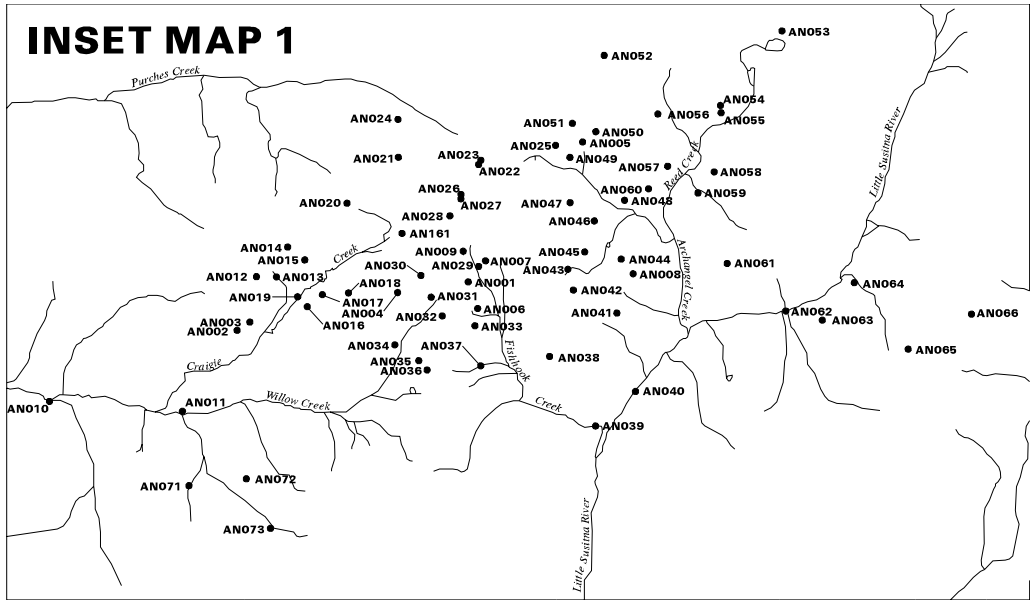 INSET MAP 1
AN053
AN052
Purches Creek
AN054
AN055
AN056
AN024
AN051
AN050
AN005
AN025
AN049
AN023
AN022
AN021
Reed Creek
Little Susitna River
AN057
AN058
AN059
AN060
AN048
AN026
AN027
AN020
AN028
AN047
AN046
AN161
AN014
AN015
Creek
AN009
AN007
AN029
AN045
AN043
AN044
AN008
Archangel Creek
AN061
AN012
AN013
AN030
AN001
AN018
AN019
AN017
AN004
AN031
AN042
AN064
AN006
AN041
AN062
AN063
AN066
AN003
AN002
AN016
AN032
AN033
AN034
AN037
Fishhook
AN038
AN065
AN035
AN036
Craigie
AN040
Willow Creek
AN010
AN011
Creek
AN039
AN071
AN072
AN073
Little Susitna River